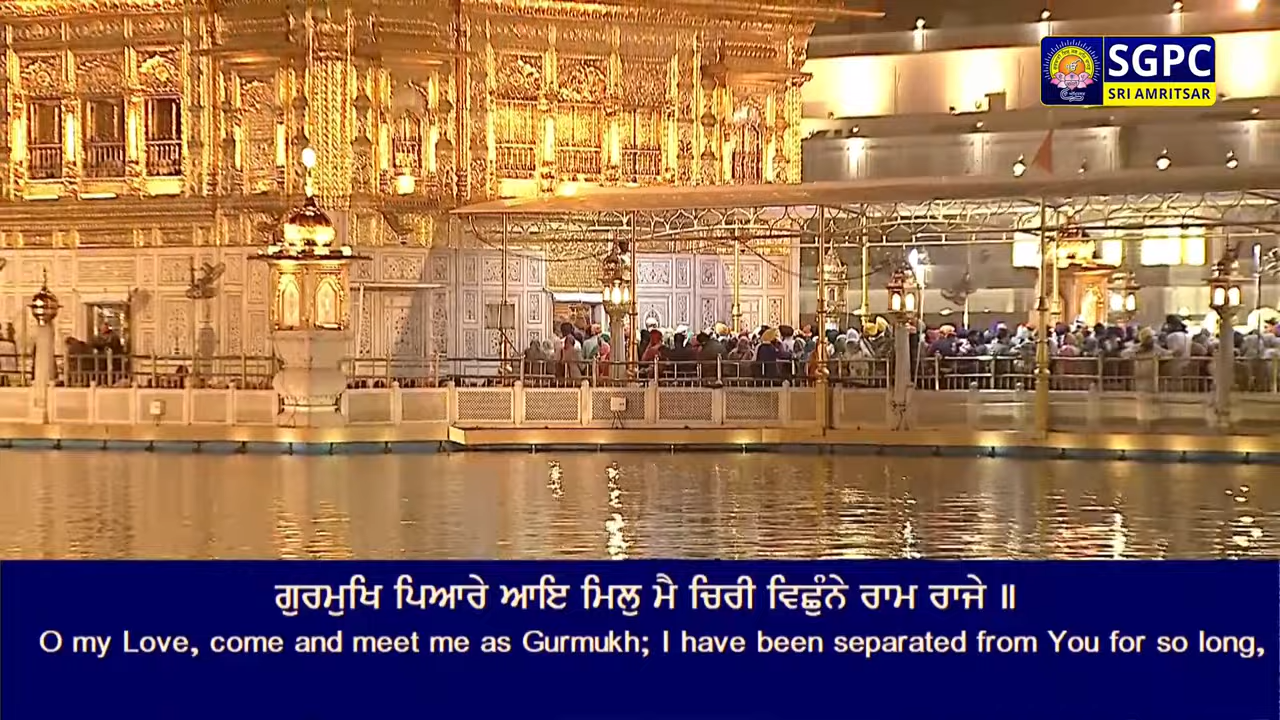 SGPC
SRI AMRITSAR
ਗੁਰਮੁਖਿ ਪਿਆਰੇ ਆਇ ਮਿਲੁ ਮੈ ਚਿਰੀ ਵਿਛੁੰਨੇ ਰਾਮ ਰਾਜੇ ॥
O my Love, come and meet me as Gurmukh; I have been separated from You for so long,